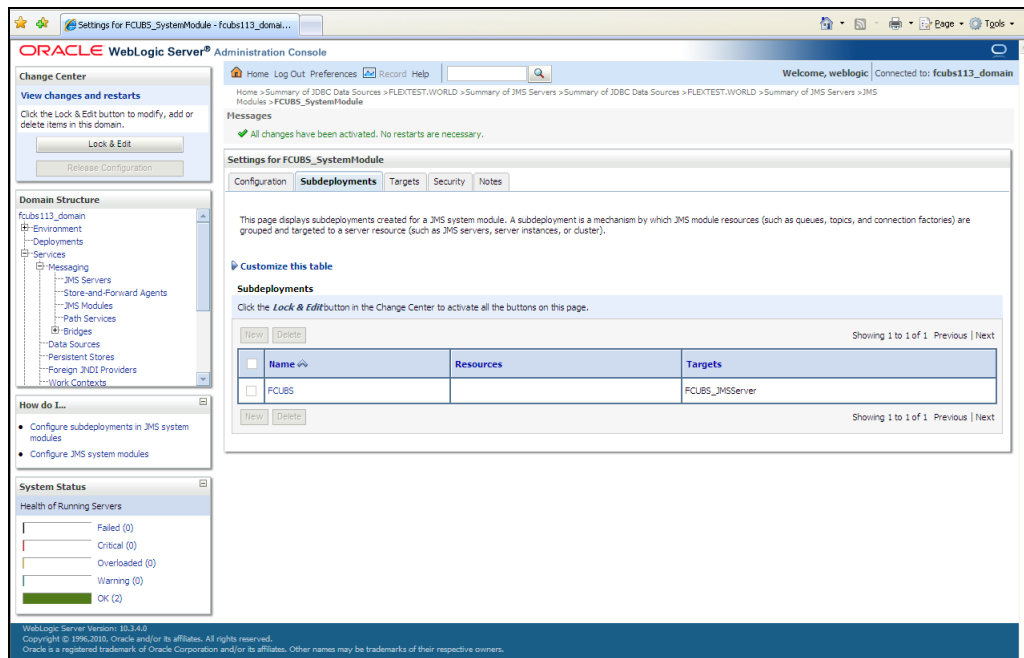 Settings for FCUBS_SystemModule - fcubs113_domai...
Page
Tools
ORACLE WebLogic Server® Administration Console
Change Center
View changes and restarts
Click the Lock & Edit button to modify, add or
delete items in this domain.
Lock & Edit
Release Configuration
Domain Structure
fcubs113_domain
Environment
Deployments
Services
Messaging
JMS Servers
Store-and-Forward Agents
JMS Modules
Path Services
Bridges
Data Sources
Persistent Stores
Foreign JNDI Providers
Work Contexts
How do I...
Configure subdeployments in JMS system
modules
Configure JMS system modules
System Status
Health of Running Servers
Failed (0)
Critical (0)
Overloaded (0)
Warning (0)
OK (2)
Home Log Out Preferences Record Help
Welcome, weblogic Connected to: fcubs113_domain
Home >Summary of JDBC Data Sources >FLEXTEST.WORLD >Summary of JMS Servers >Summary of JDBC Data Sources >FLEXTEST.WORLD >Summary of JMS Servers >JMS
Modules >FCUBS_SystemModule
Messages
All changes have been activated. No restarts are necessary.
Settings for FCUBS_SystemModule
Configuration Subdeployments Targets Security Notes
This page displays subdeployments created for a JMS system module. A subdeployment is a mechanism by which JMS module resources (such as queues, topics, and connection factories) are
grouped and targeted to a server resource (such as JMS servers, server instances, or cluster).
Customize this table
Subdeployments
Click the Lock & Edit button in the Change Center to activate all the buttons on this page.
New Delete Showing 1 to 1 of 1 Previous | Next
Name Resources Targets
FCUBS FCUBS_JMSServer
New Delete Showing 1 to 1 of 1 Previous | Next
WebLogic Server Version: 10.3.4.0
Copyright © 1996,2010, Oracle and/or its affiliates. All rights reserved.
Oracle is a registered trademark of Oracle Corporation and/or its affiliates. Other names may be trademarks of their respective owners.